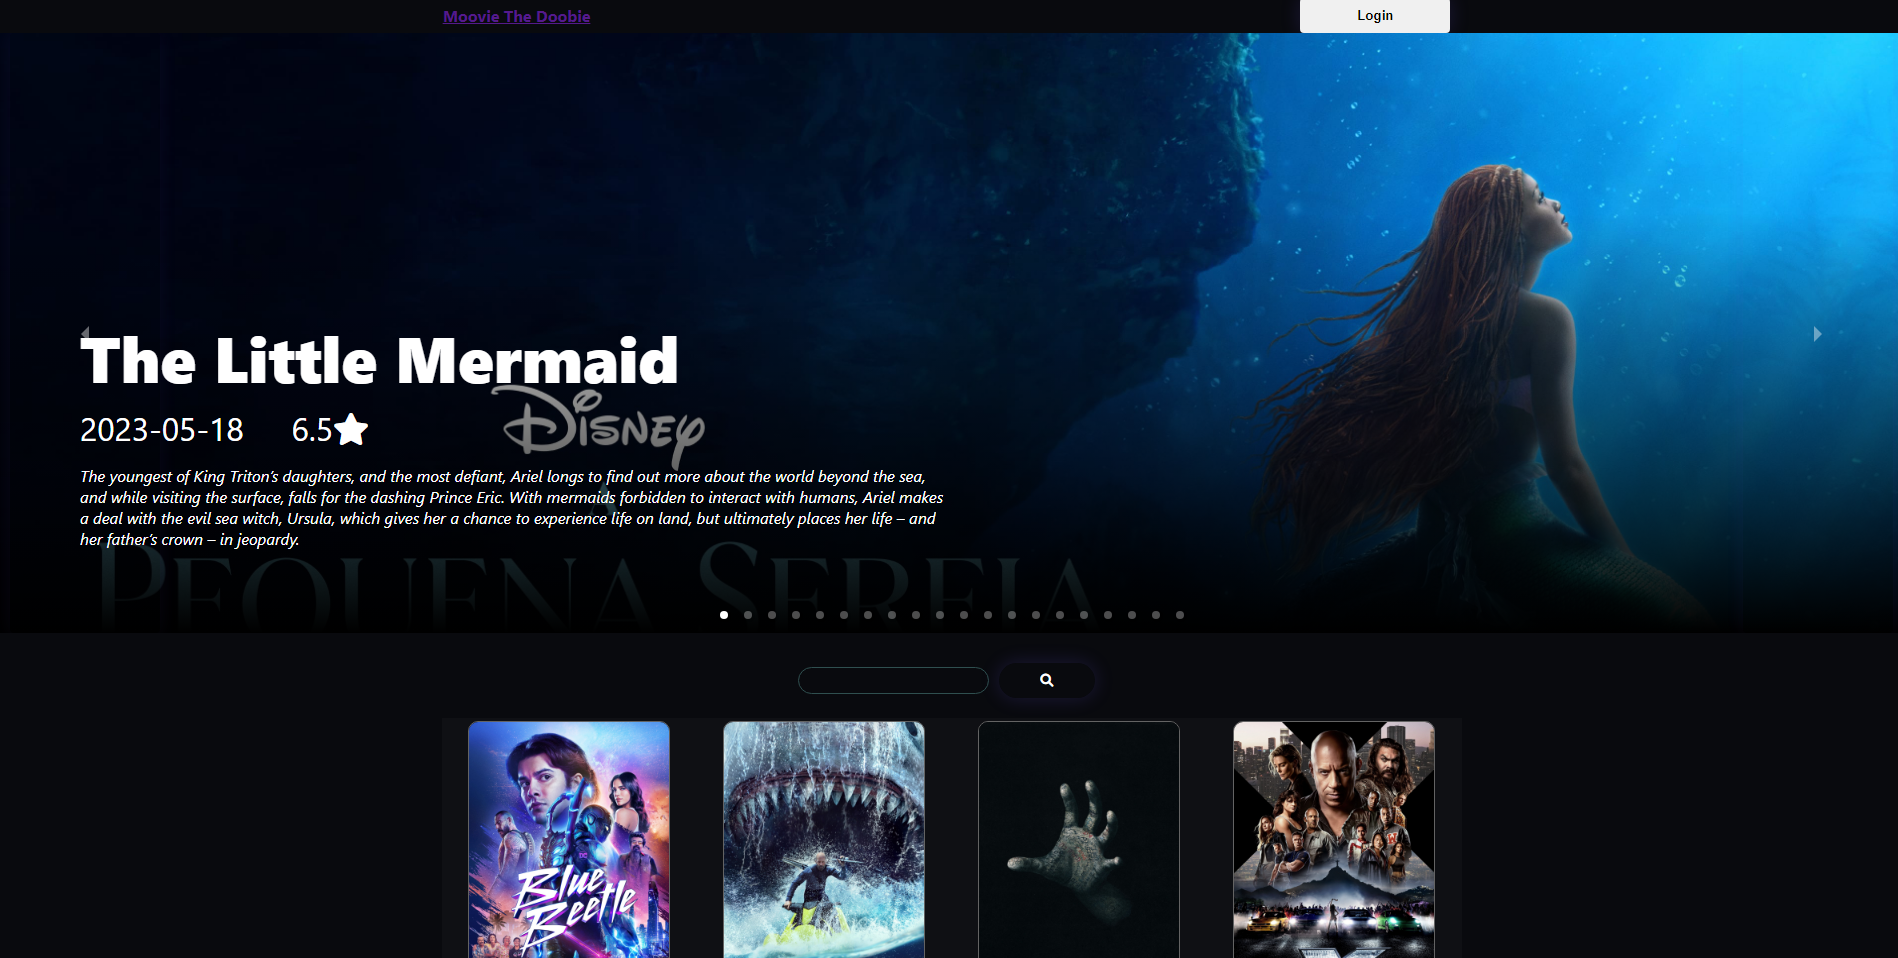 Moovie The Doobie
Login
The Little Mermaid
2023-05-18 6.5
Disney
The youngest of King Triton’s daughters, and the most defiant, Ariel longs to find out more about the world beyond the sea,
and while visiting the surface, falls for the dashing Prince Eric. With mermaids forbidden to interact with humans, Ariel makes
a deal with the evil sea witch, Ursula, which gives her a chance to experience life on land, but ultimately places her life – and
her father’s crown – in jeopardy.
A
PEQUENA SEREIA
DC
Blue
Beetle